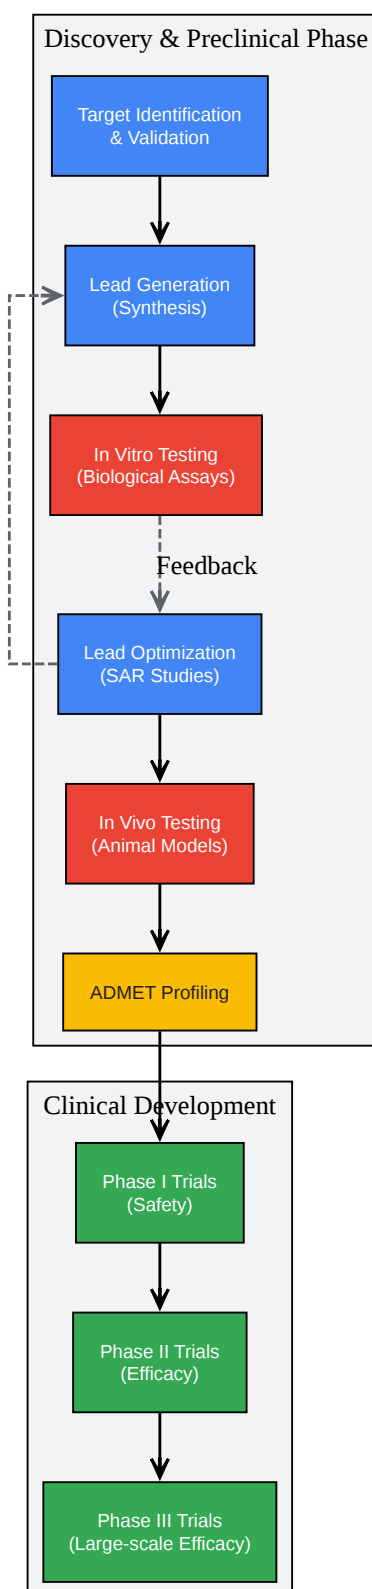 Discovery & Preclinical Phase
Target Identification
& Validation
Lead Generation
(Synthesis)
In Vitro Testing
(Biological Assays)
Feedback
Lead Optimization
(SAR Studies)
In Vivo Testing
(Animal Models)
ADMET Profiling
Clinical Development
Phase I Trials
(Safety)
Phase II Trials
(Efficacy)
Phase III Trials
(Large-scale Efficacy)